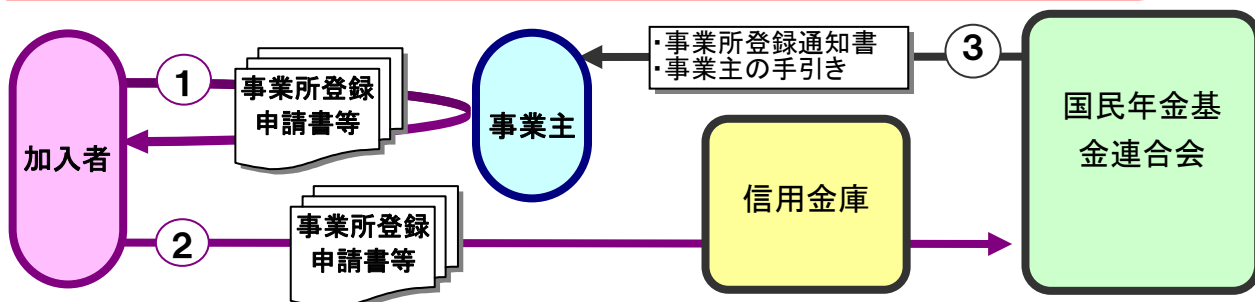 加入者
1
事業所登録
申請書等
事業主
・事業所登録通知書
・事業主の手引き
3
国民年金基
金連合会
2
事業所登録
申請書等
信用金庫